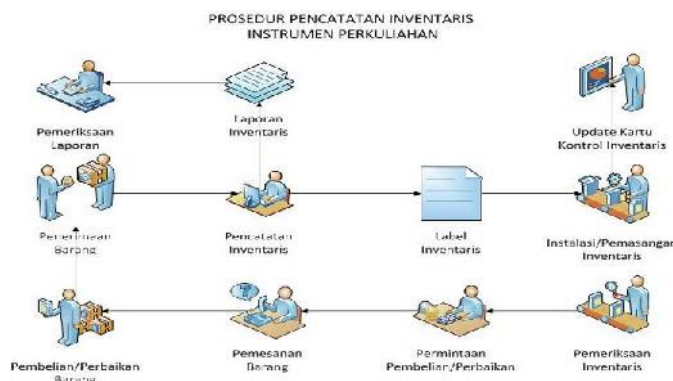 PROSEDUR PENCATATAN INVENTARIS
INSTRUMEN PERKULIAHAN
Pemeriksaan
Laporan
Laporan
Inventaris
Update Kartu
Kontrol Inventaris
Penerimaan
Barang
Pencatatan
Inventaris
Label
Inventaris
Instalasi/Pemasangan
Inventaris
Pembelian/Perbaikan
Barang
Pemesanan
Barang
Permintaan
Pembelian/Perbaikan
Pemeriksaan
Inventaris